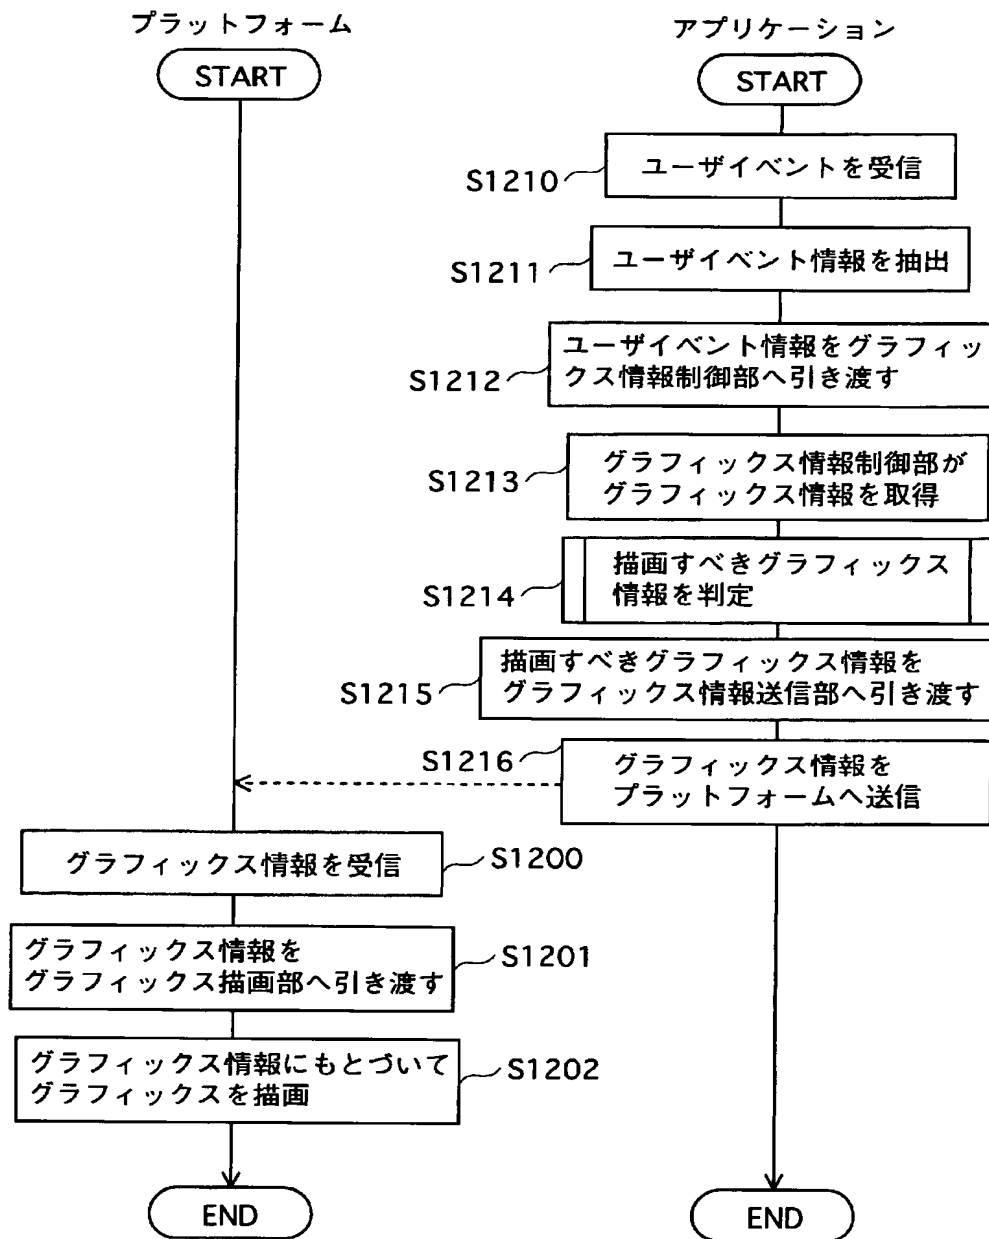 プラットフォーム
START
アプリケーション
START
S1210
ユーザイベントを受信
S1211
ユーザイベント情報を抽出
S1212
ユーザイベント情報をグラフィッ
クス情報制御部へ引き渡す
S1213
グラフィックス情報制御部が
グラフィックス情報を取得
S1214
描画すべきグラフィックス
情報を判定
S1215
描画すべきグラフィックス情報を
グラフィックス情報送信部へ引き渡す
S1216
グラフィックス情報を
プラットフォームへ送信
グラフィックス情報を受信
S1200
グラフィックス情報を
グラフィックス描画部へ引き渡す
S1201
グラフィックス情報にもとづいて
グラフィックスを描画
S1202
END
END